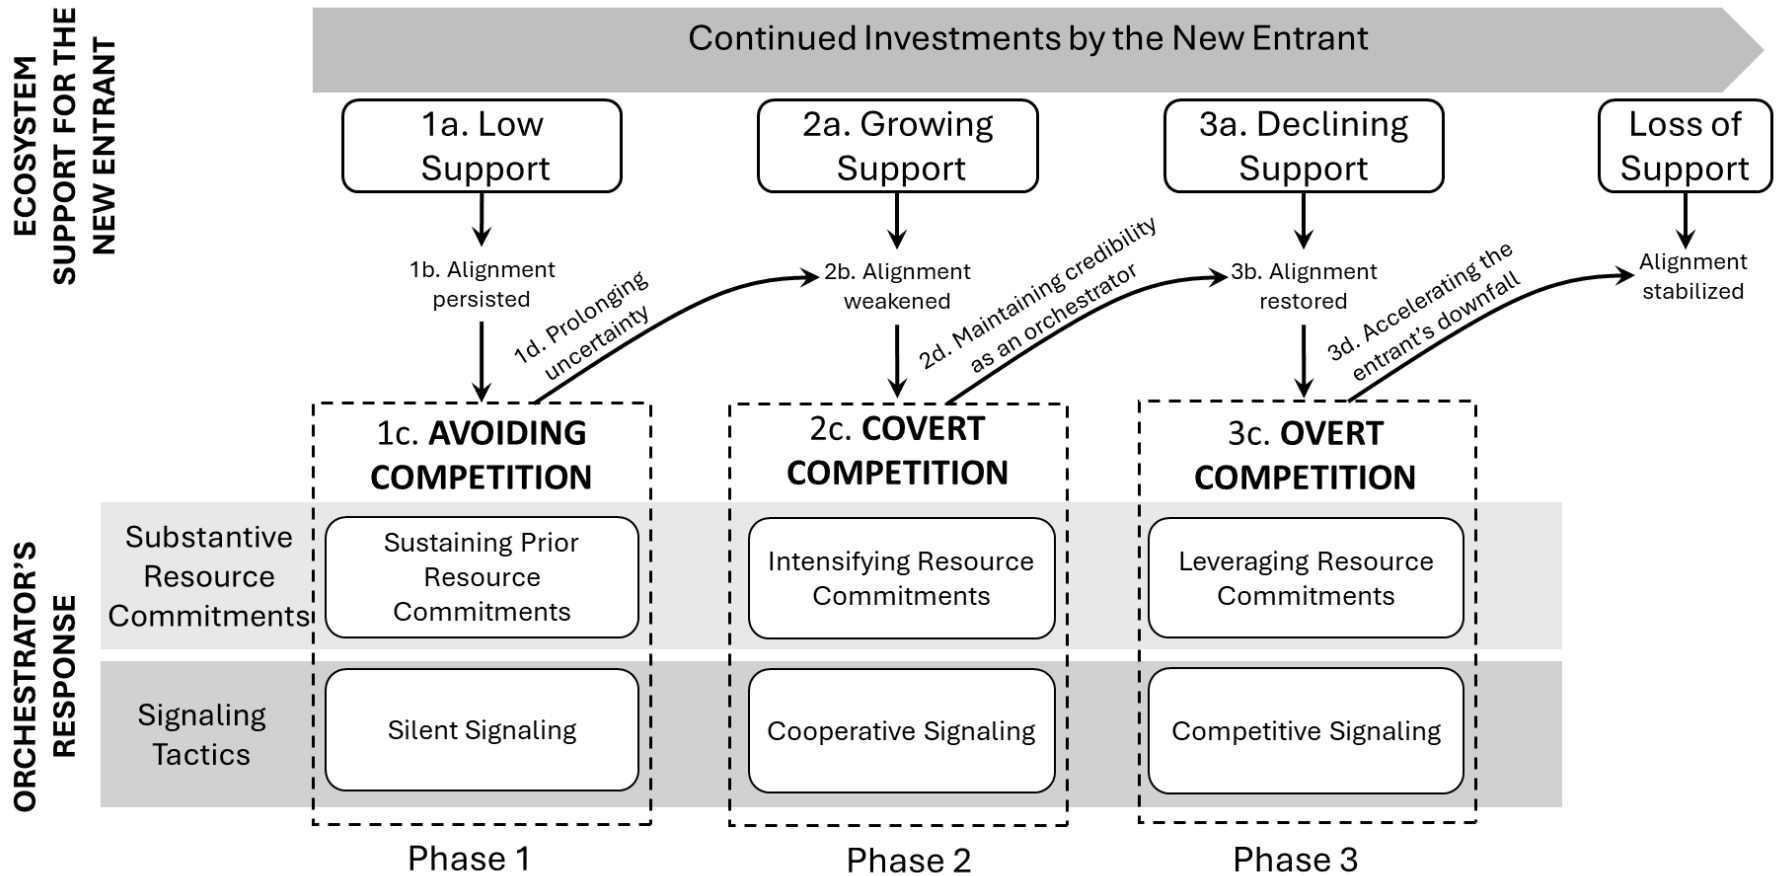 Continued Investments by the New Entrant
ECOSYSTEM
SUPPORT FOR THE
NEW ENTRANT
1a. Low
Support
2a. Growing
Support
3a. Declining
Support
Loss of
Support
1b. Alignment
persisted
1d. Prolonging
uncertainty
2b. Alignment
weakened
2d. Maintaining credibility
as an orchestrator
3b. Alignment
restored
3d. Accelerating the
entrant’s downfall
Alignment
stabilized
1c. AVOIDING
COMPETITION
2c. COVERT
COMPETITION
3c. OVERT
COMPETITION
ORCHESTRATOR’S
RESPONSE
Substantive
Resource
Commitments
Sustaining Prior
Resource
Commitments
Intensifying Resource
Commitments
Leveraging Resource
Commitments
Signaling
Tactics
Silent Signaling
Cooperative Signaling
Competitive Signaling
Phase 1
Phase 2
Phase 3